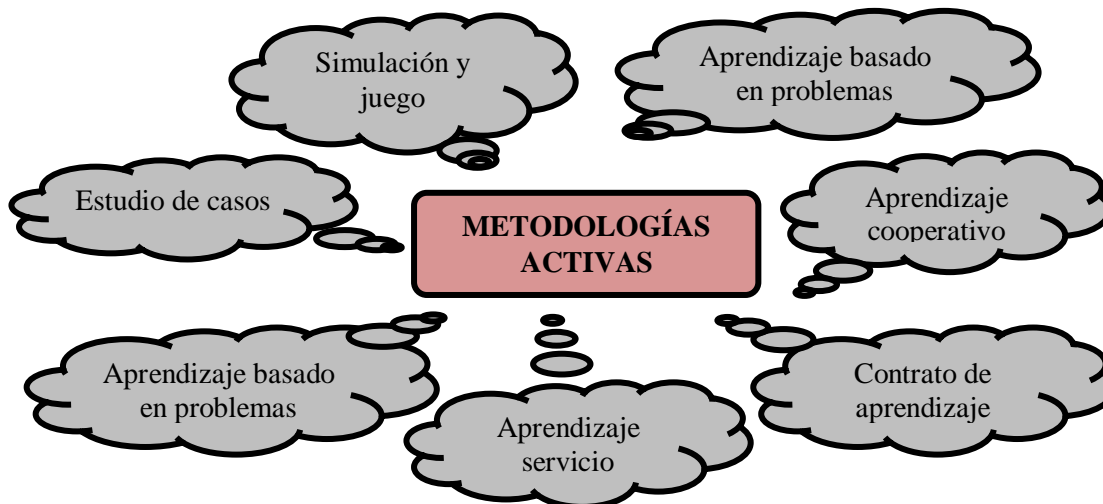 Simulación y
juego
Aprendizaje basado
en problemas
Estudio de casos
METODOLOGÍAS
ACTIVAS
Aprendizaje
cooperativo
Aprendizaje basado
en problemas
Aprendizaje
servicio
Contrato de
aprendizaje